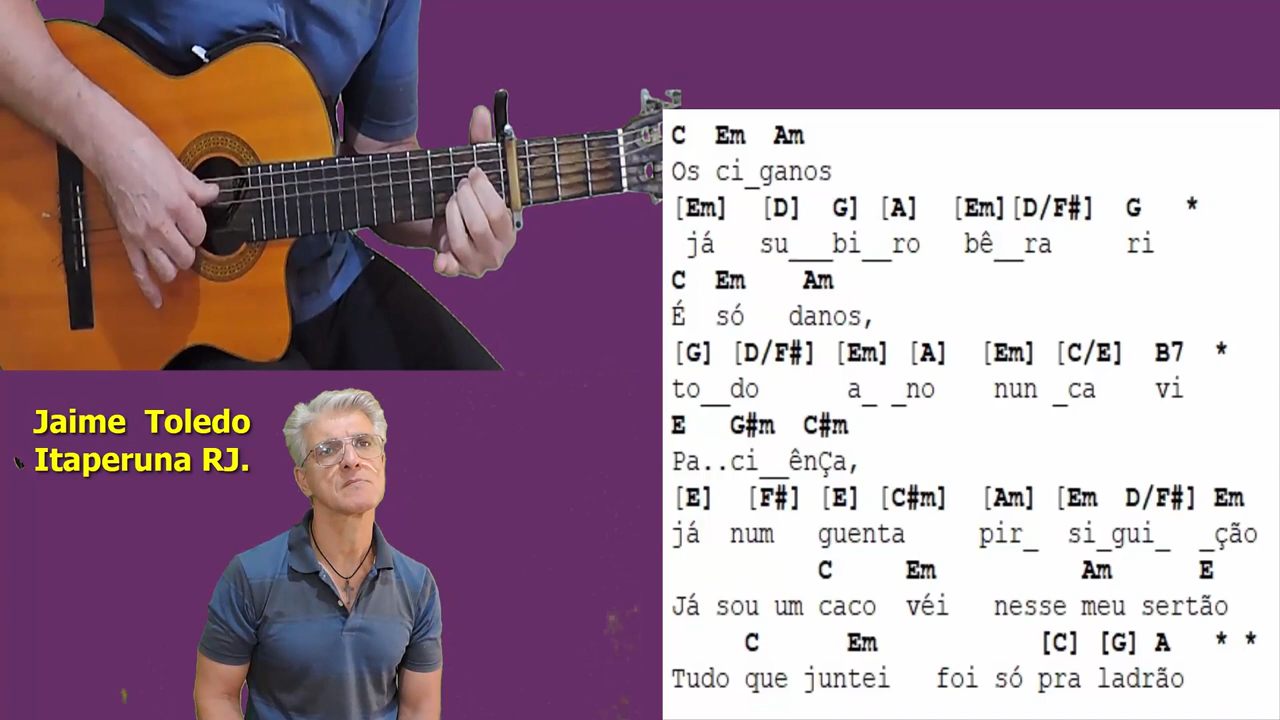 Jaime Toledo
Itaperuna RJ.
C Em Am
Os ci_ganos
[Em] [D] G] [A] [Em][D/F#] G *
já su___bi__ro bê__ra ri
C Em Am
É só danos,
[G] [D/F#] [Em] [A] [Em] [C/E] B7 *
to__do a_ _no nun _ca vi
E G#m C#m
Pa..ci__ênÇa,
[E] [F#] [E] [C#m] [Am] [Em D/F#] Em
já num guenta pir_ si_gui_ _ção
C Em Am E
Já sou um caco véi nesse meu sertão
C Em [C] [G] A * *
Tudo que juntei foi só pra ladrão